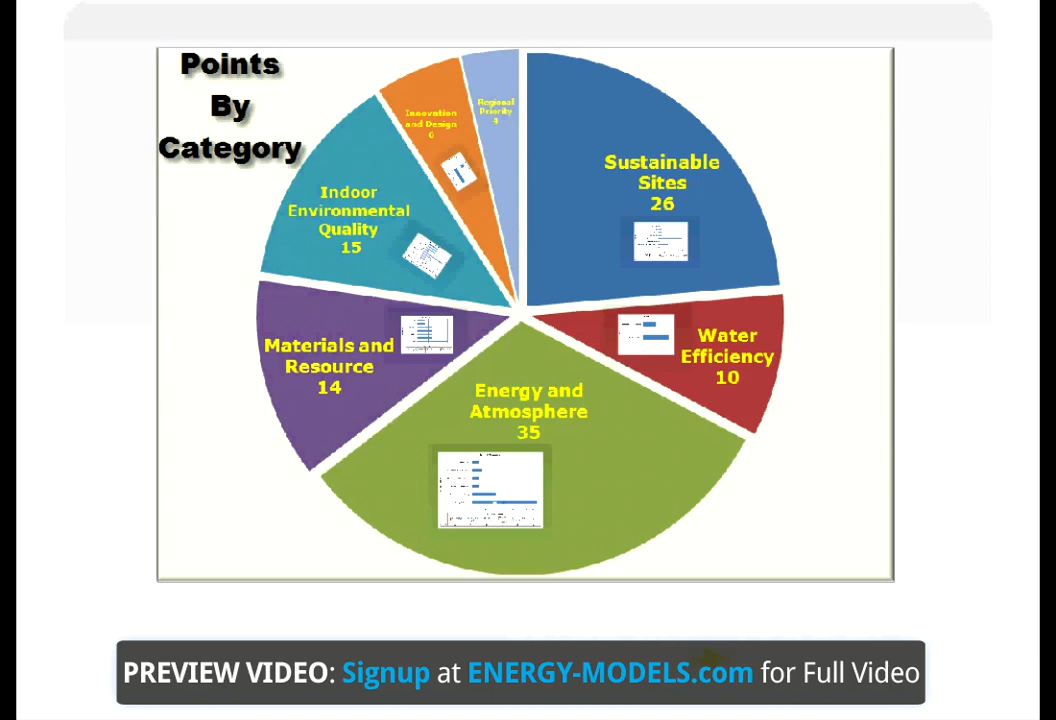 Points
By
Category
Sustainable
Sites
26
Water
Efficiency
10
Energy and
Atmosphere
35
Materials and
Resource
14
Indoor
Environmental
Quality
15
Innovation
and Design
6
Regional
Priority
4
PREVIEW VIDEO: Signup at ENERGY-MODELS.com for Full Video